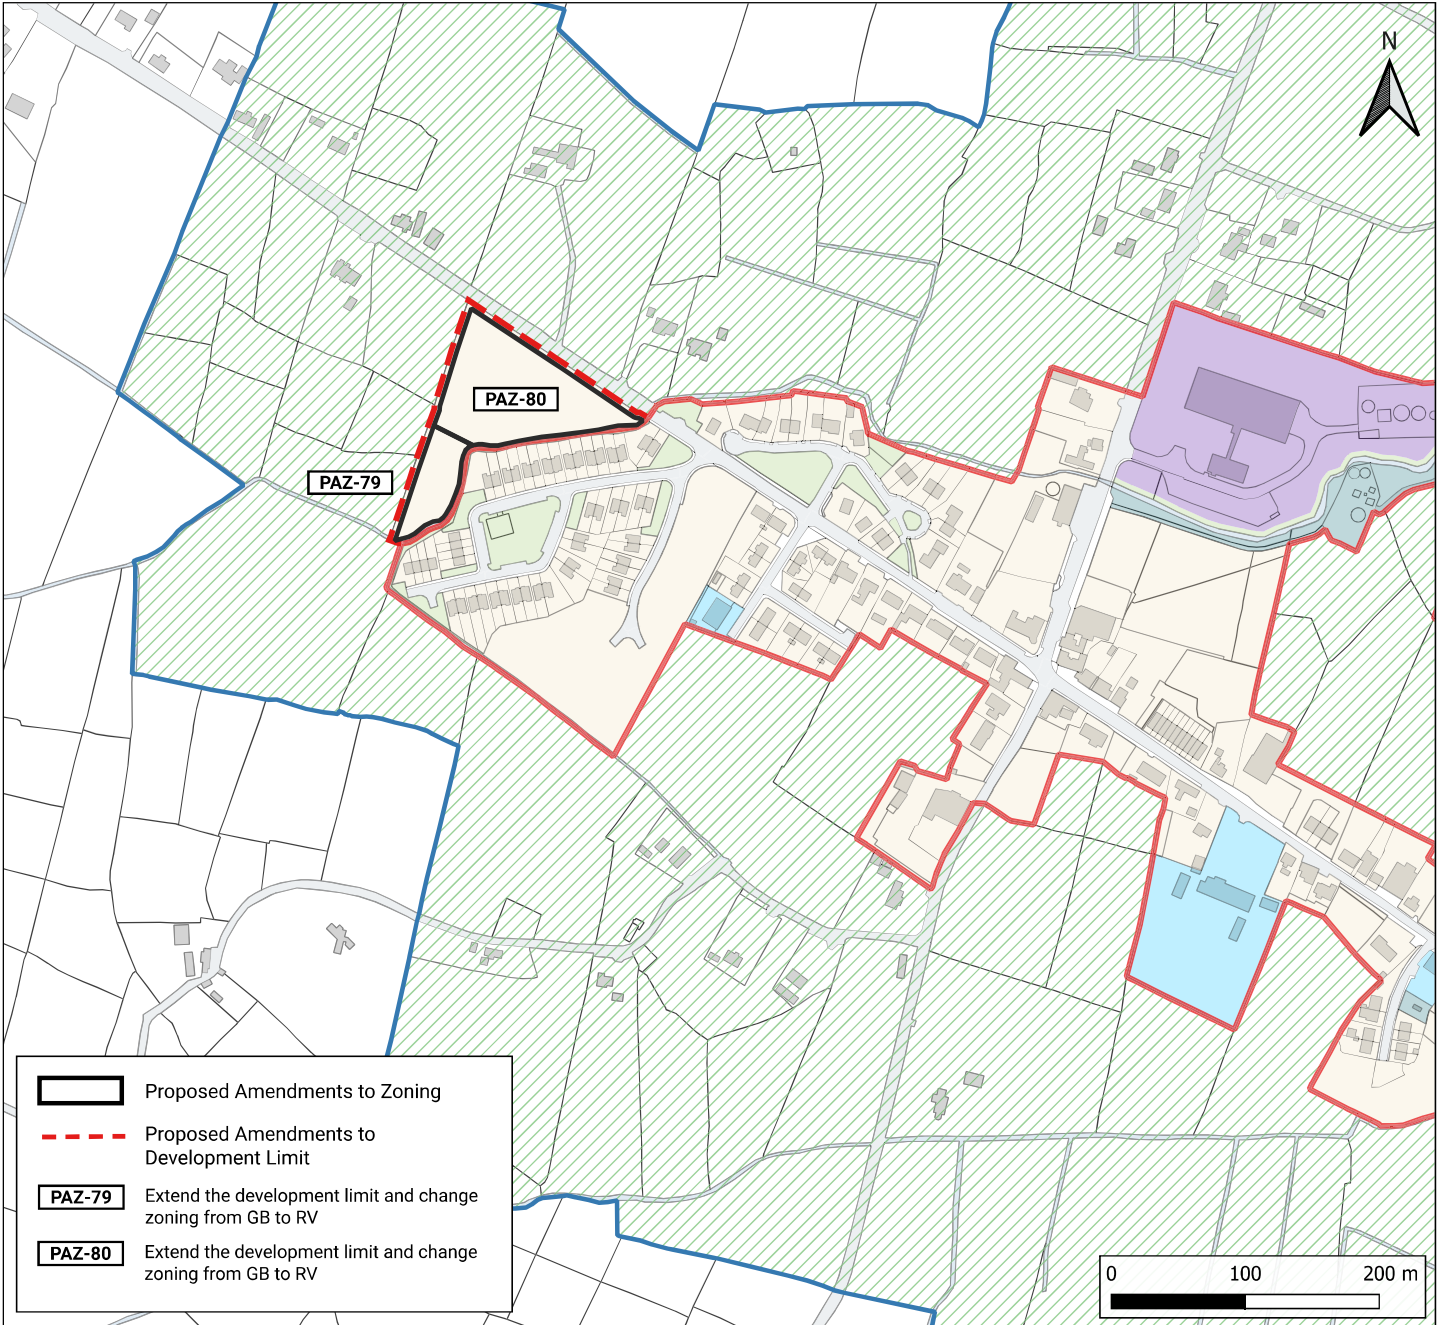 N
PAZ-80
PAZ-79
Proposed Amendments to Zoning
Proposed Amendments to
Development Limit
PAZ-79 Extend the development limit and change
zoning from GB to RV
PAZ-80 Extend the development limit and change
zoning from GB to RV
0 100 200 m